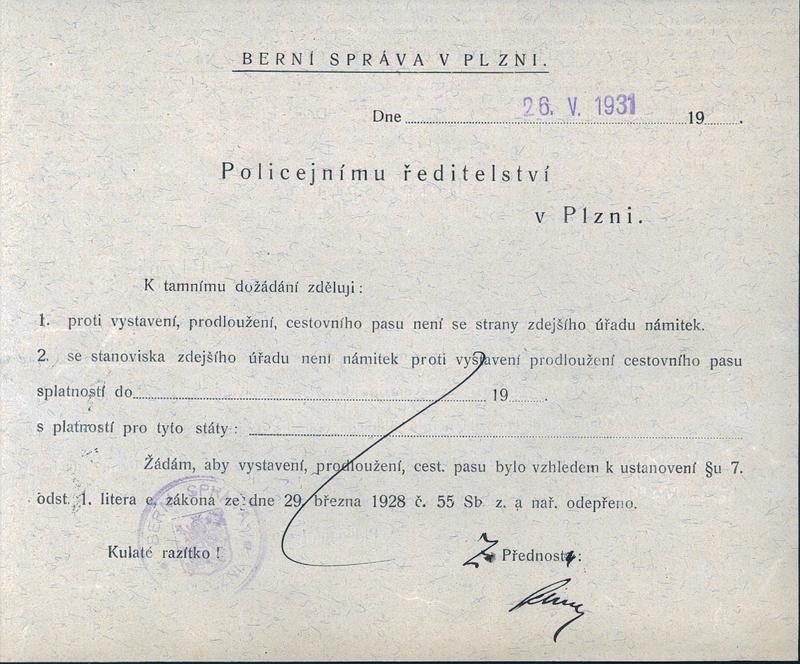 BERNÍ SPRÁVA V PLZNI.
Dne 26. V. 1931 19 .
Policejnímu ředitelství
v Plzni.
K tamnímu dožádání zděluji:
1. proti vystavení, prodloužení, cestovního pasu není se strany zdejšího úřadu námitek.
2. se stanoviska zdejšího úřadu není námitek proti vystavení prodloužení cestovního pasu
splatností do 19 .
s platností pro tyto státy:
Žádám, aby vystavení, prodloužení, cest. pasu bylo vzhledem k ustanovení §u 7.
odst. 1. litera e, zákona ze dne 29. března 1928 č. 55 Sb z. a nař. odepřeno.
BERNÍ SPRÁVA
Kulaté razítko!
Z Přednosty: